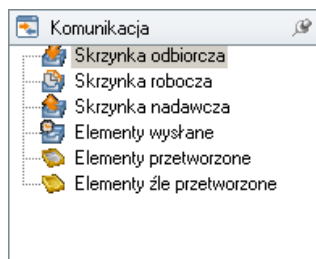 Komunikacja
Skrzynka odbiorcza
Skrzynka robocza
Skrzynka nadawcza
Elementy wysłane
Elementy przetworzone
Elementy źle przetworzone